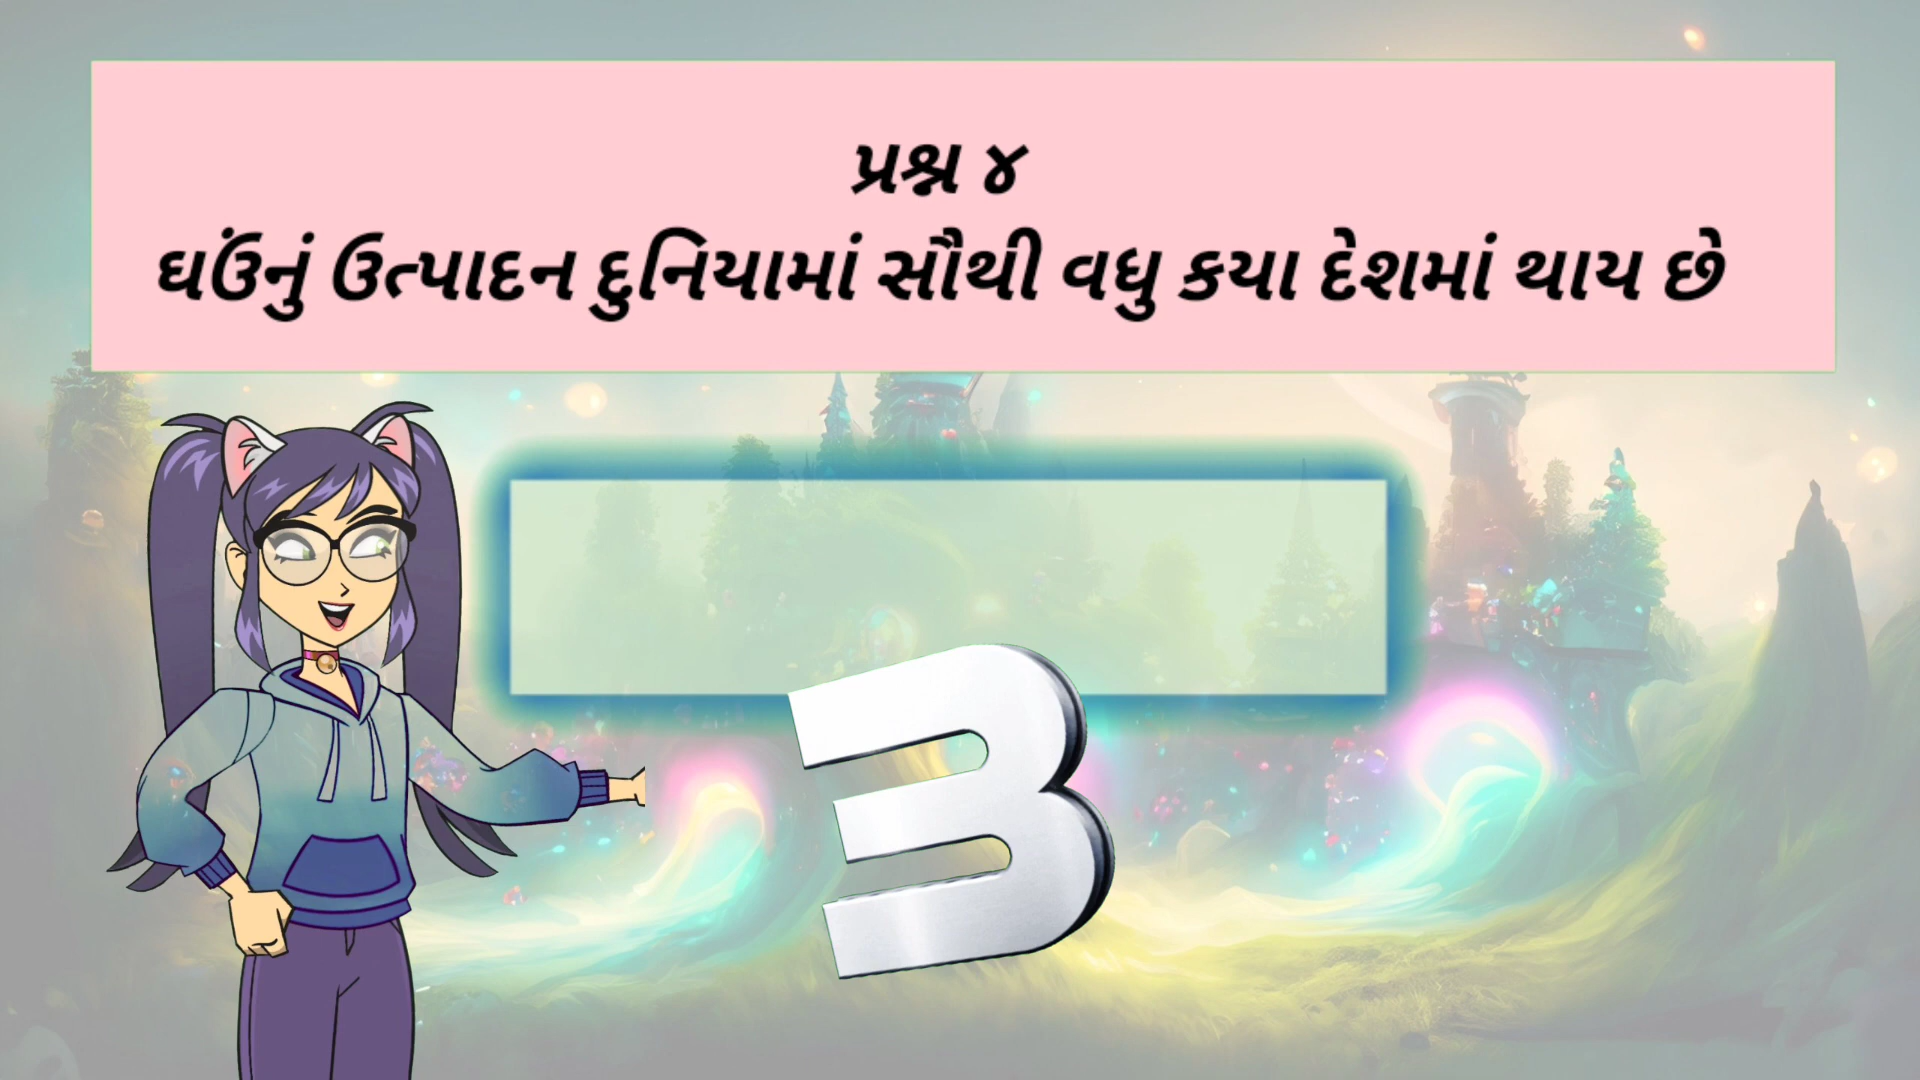 પ્રશ્ન ૪
ઘઉંનું ઉત્પાદન દુનિયામાં સૌથી વધુ કયા દેશમાં થાય છે
3